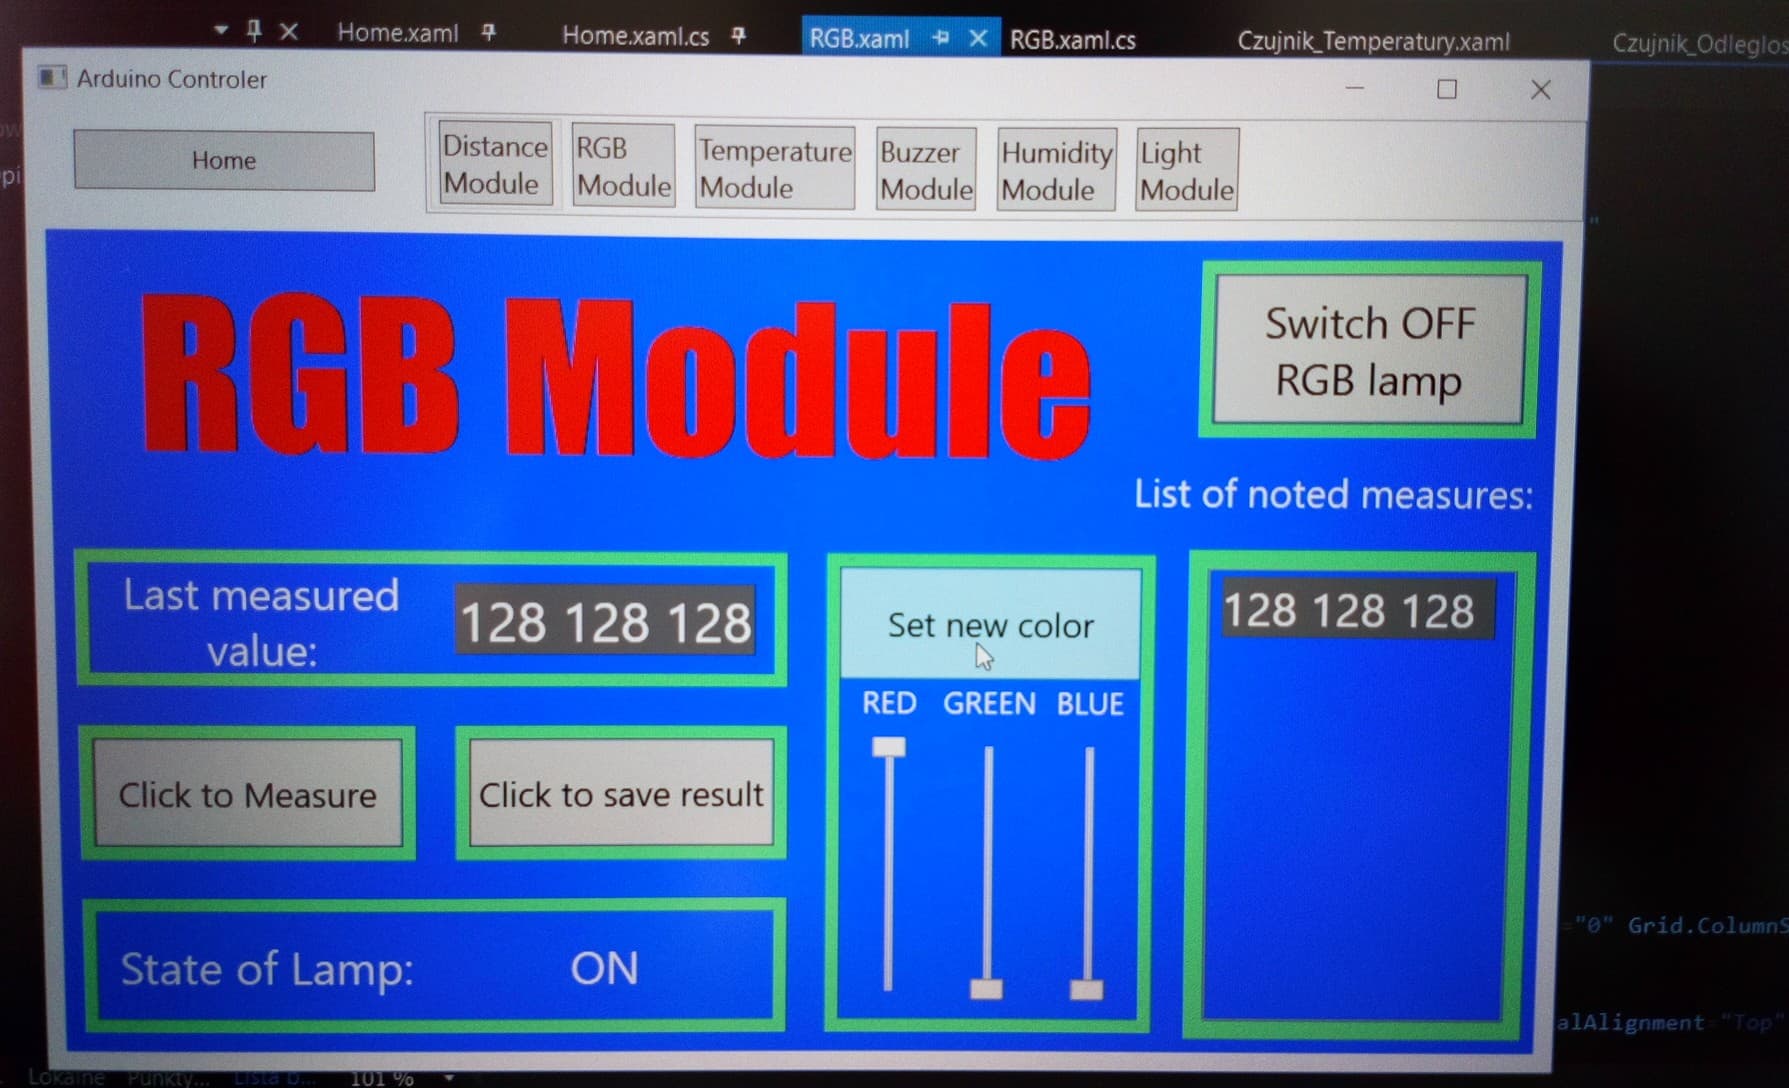 Home.xaml
Home.xaml.cs
RGB.xaml
RGB.xaml.cs
Czujnik_Temperatury.xaml
Arduino Controler
Home
Distance
Module
RGB
Module
Temperature
Module
Buzzer
Module
Humidity
Module
Light
Module
RGB Module
Switch OFF
RGB lamp
List of noted measures:
Last measured
value:
128 128 128
Set new color
128 128 128
RED GREEN BLUE
Click to Measure
Click to save result
State of Lamp:
ON
="0" Grid.ColumnS
alAlignment="Top"
Lokalne
Punkty...
Lista b...
101 %